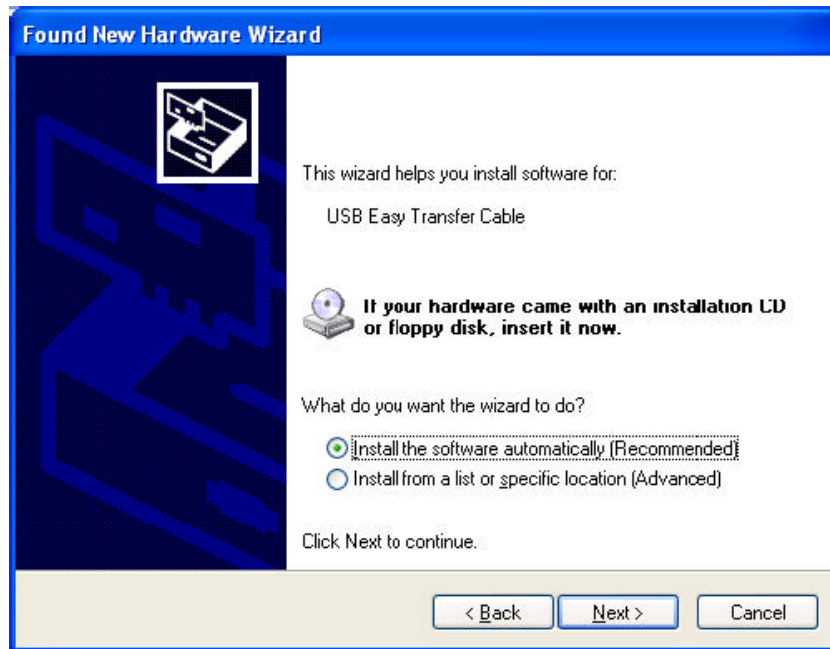 Found New Hardware Wizard
This wizard helps you install software for:
USB Easy Transfer Cable
If your hardware came with an installation CD
or floppy disk, insert it now.
What do you want the wizard to do?
Install the software automatically (Recommended)
Install from a list or specific location (Advanced)
Click Next to continue.
< Back Next > Cancel